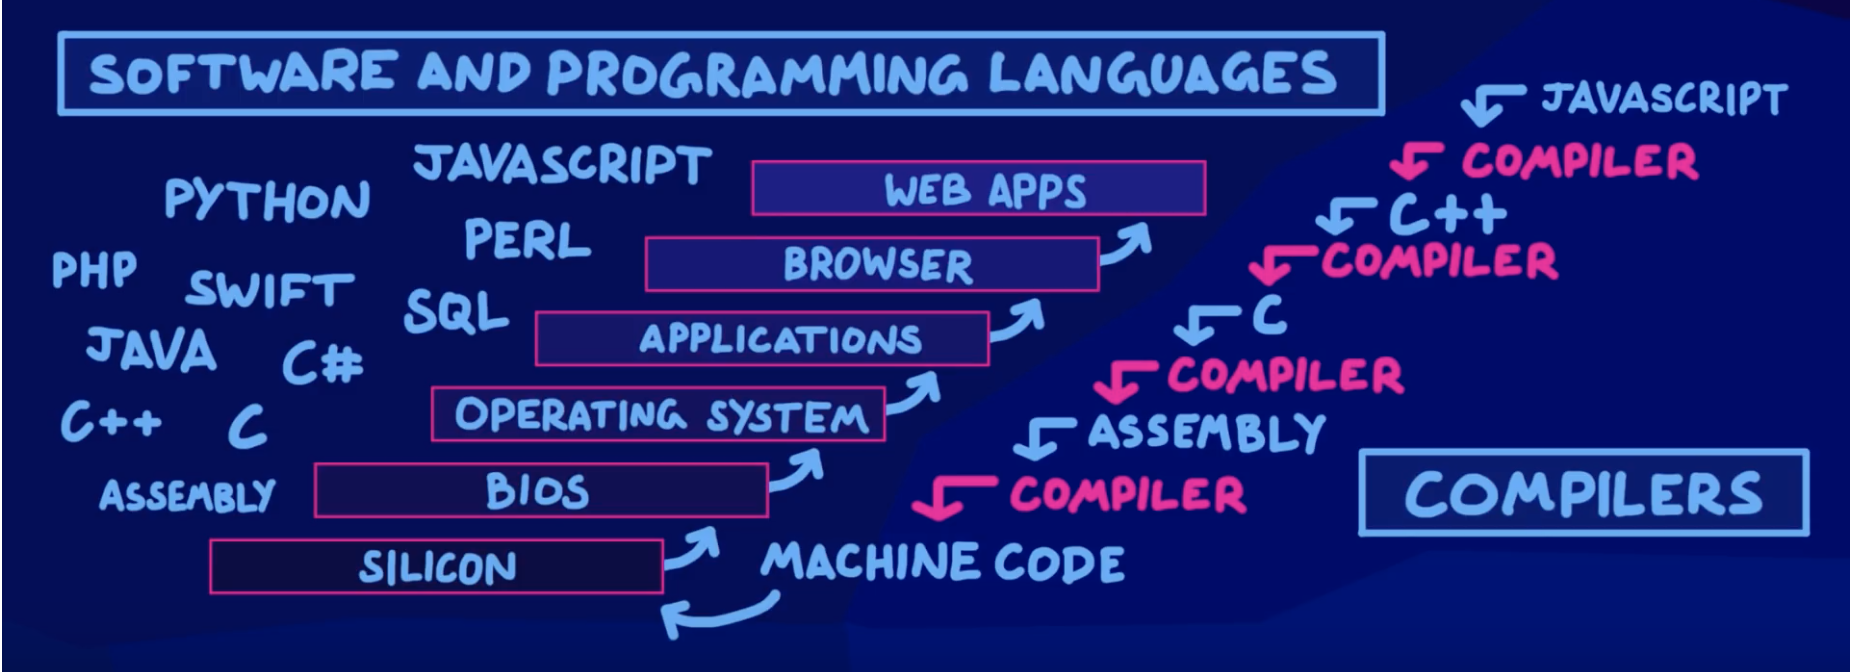 SOFTWARE AND PROGRAMMING LANGUAGES
JAVASCRIPT
PYTHON
PERL
PHP
SWIFT
SQL
JAVA
C#
C++
C
ASSEMBLY
WEB APPS
BROWSER
APPLICATIONS
OPERATING SYSTEM
BIOS
SILICON
JAVASCRIPT
COMPILER
C++
COMPILER
C
COMPILER
ASSEMBLY
COMPILER
MACHINE CODE
COMPILERS